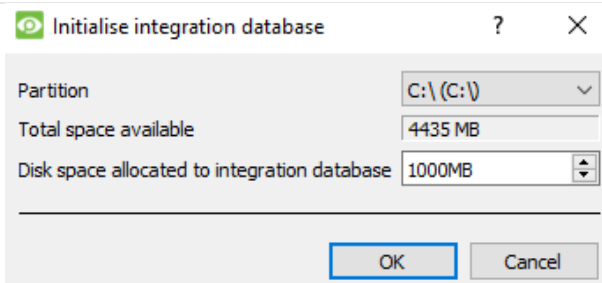 Initialise integration database ?
Partition C:\ (C:\)
Total space available 4435 MB
Disk space allocated to integration database 1000MB
OK Cancel